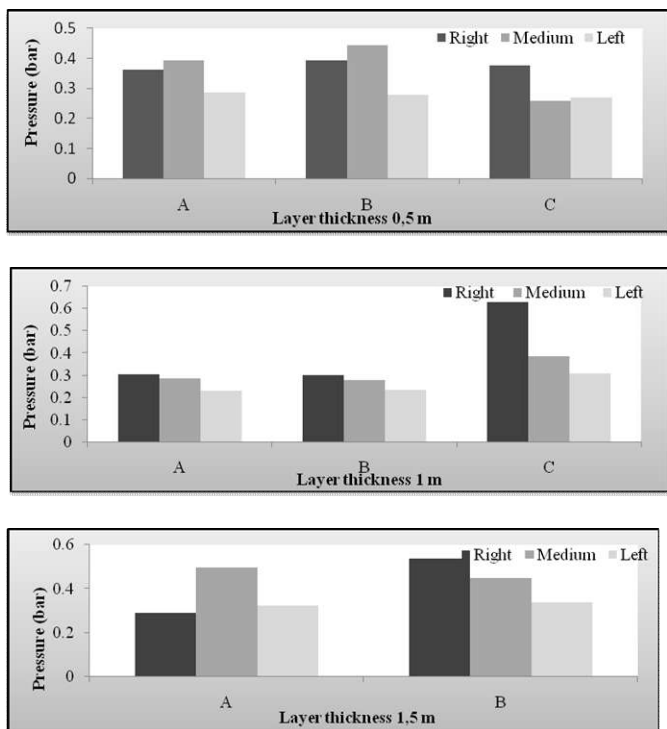 0.5
0.4
0.3
0.2
0.1
0
Pressure (bar)
Right Medium Left
A B C
Layer thickness 0,5 m
0.7
0.6
0.5
0.4
0.3
0.2
0.1
0
Pressure (bar)
Right Medium Left
A B C
Layer thickness 1 m
0.6
0.4
0.2
0
Pressure (bar)
Right Medium Left
A B
Layer thickness 1,5 m